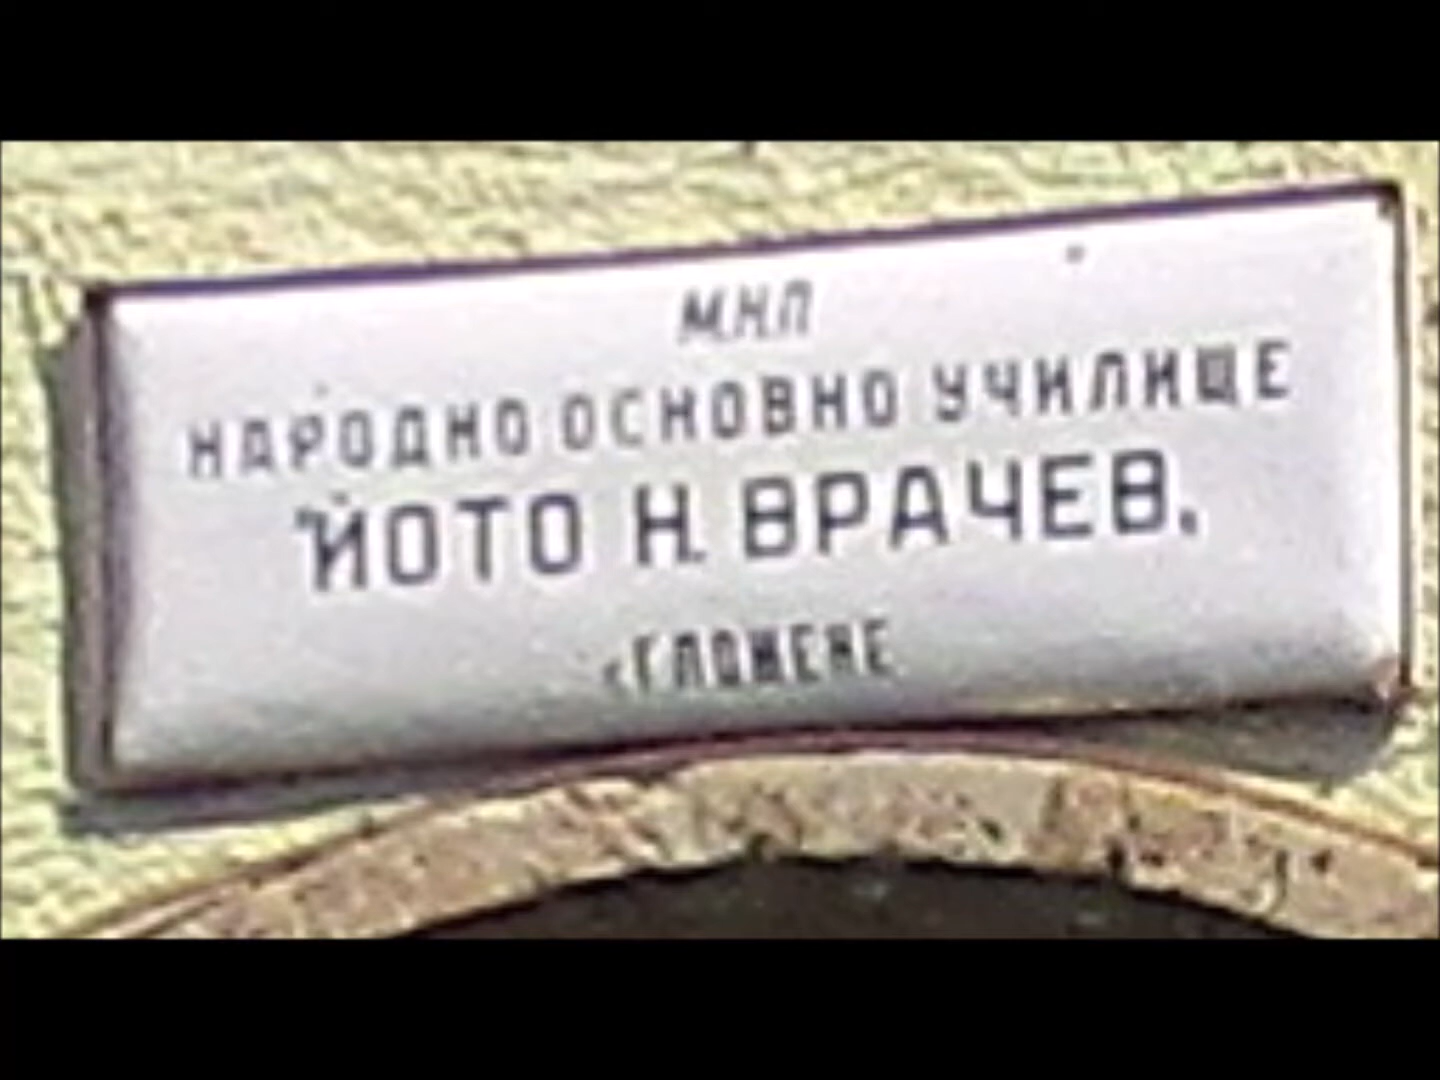 М.Н.П
НАРОДНО ОСНОВНО УЧИЛИЩЕ
"ЙОТО Н. ВРАЧЕВ„
с ГЛОЖЕНЕ